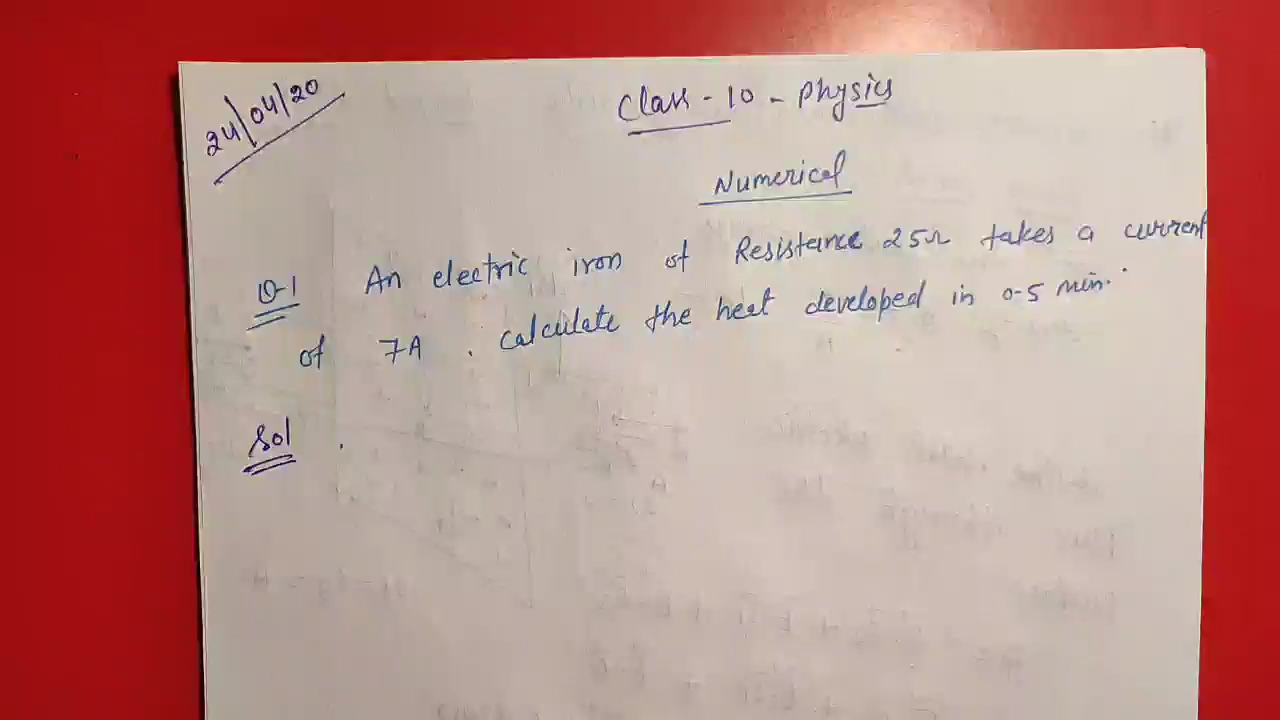 24/04/20
Class - 10 - Physics
Numerical
Q-1 An electric iron of Resistance 25Ω takes a current
of 7A . calculate the heat developed in 0.5 min.
Sol .